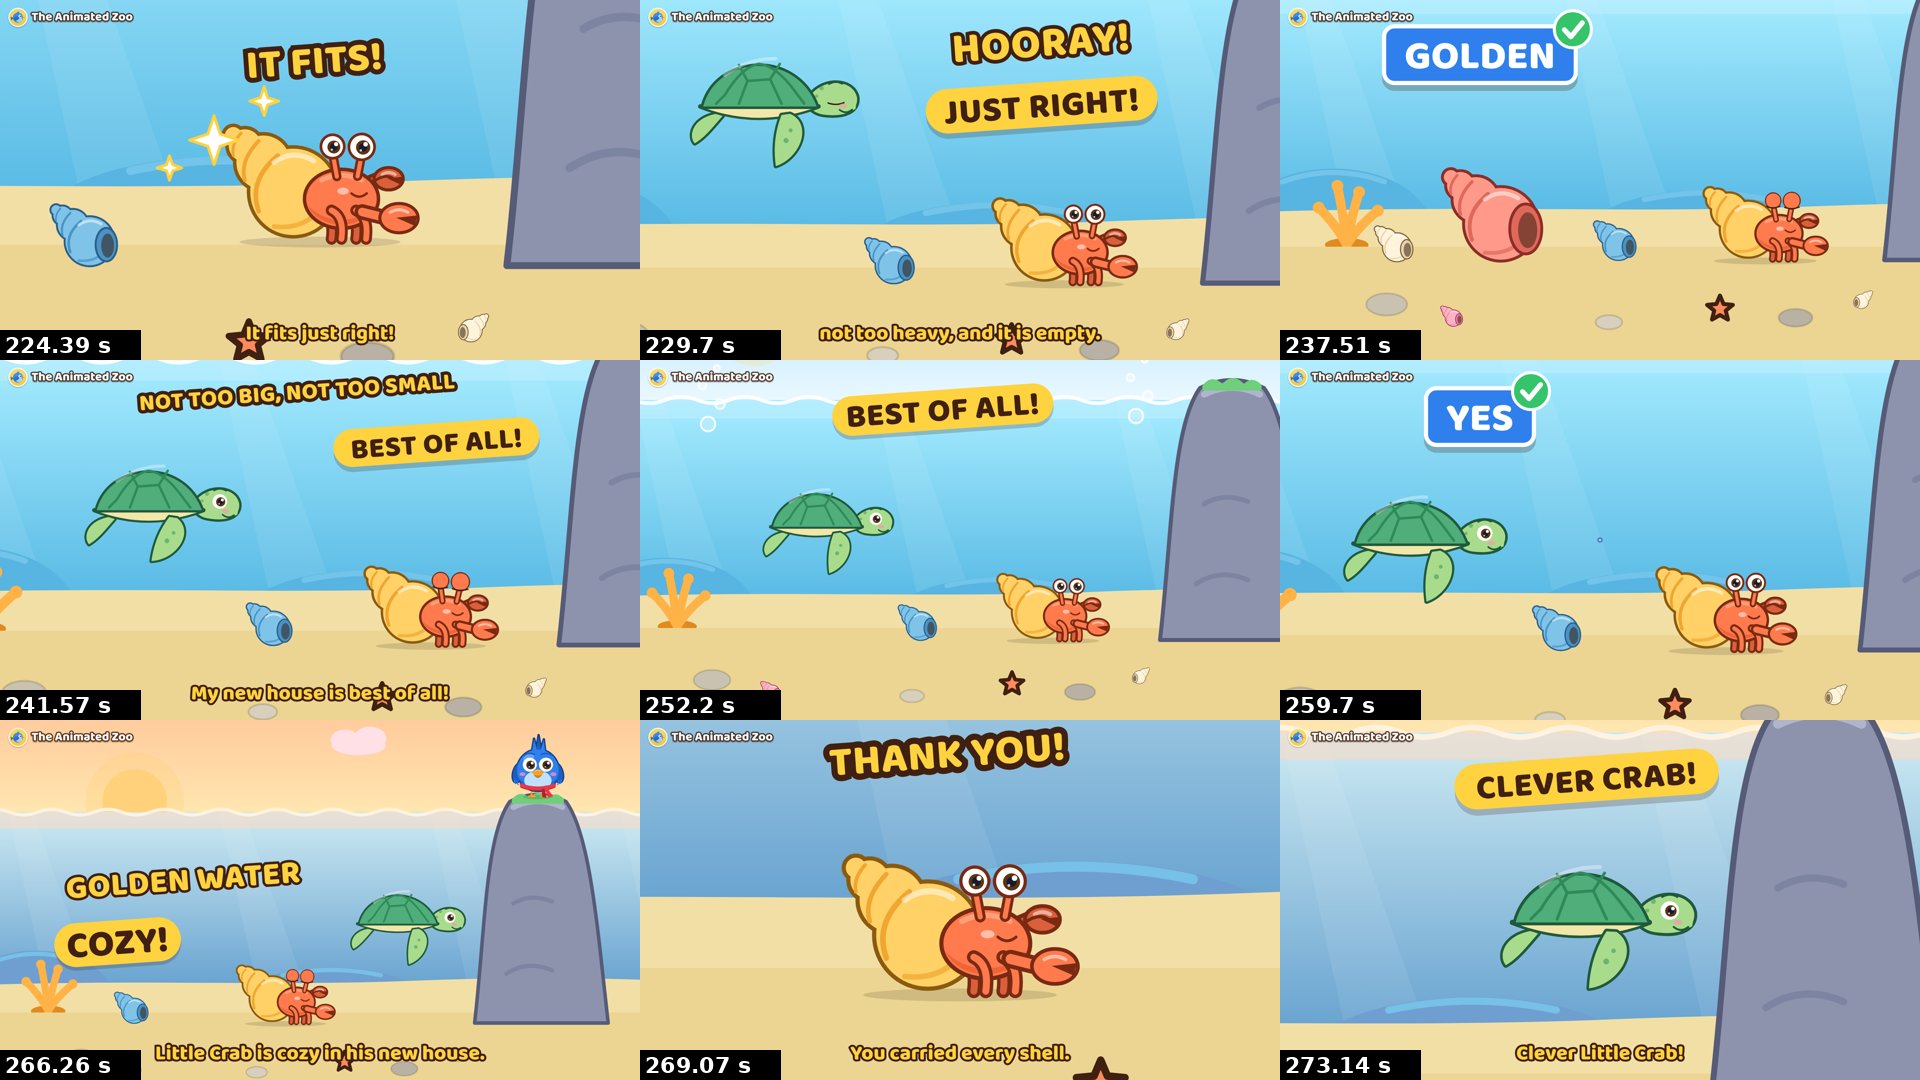 The Animated Zoo
IT FITS!
It fits just right!
224.39 s
The Animated Zoo
HOORAY!
JUST RIGHT!
not too heavy, and it is empty.
229.7 s
The Animated Zoo
GOLDEN
237.51 s
The Animated Zoo
NOT TOO BIG, NOT TOO SMALL
BEST OF ALL!
My new house is best of all!
241.57 s
The Animated Zoo
BEST OF ALL!
252.2 s
The Animated Zoo
YES
259.7 s
The Animated Zoo
GOLDEN WATER
COZY!
Little Crab is cozy in his new house.
266.26 s
The Animated Zoo
THANK YOU!
You carried every shell.
269.07 s
The Animated Zoo
CLEVER CRAB!
Clever Little Crab!
273.14 s